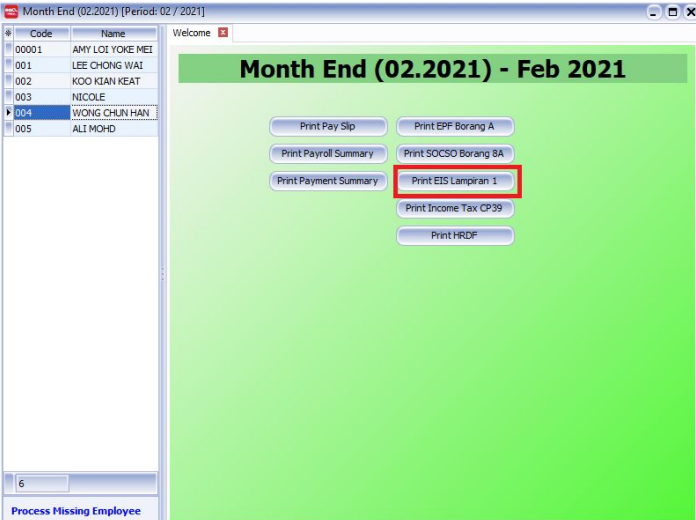 Month End (02.2021) [Period: 02 / 2021]
Code Name
00001 AMY LOI YOKE MEI
001 LEE CHONG WAI
002 KOO KIAN KEAT
003 NICOLE
004 WONG CHUN HAN
005 ALI MOHD
6
Process Missing Employee
Welcome
Month End (02.2021) - Feb 2021
Print Pay Slip Print EPF Borang A
Print Payroll Summary Print SOCSO Borang 8A
Print Payment Summary Print EIS Lampiran 1
Print Income Tax CP39
Print HRDF